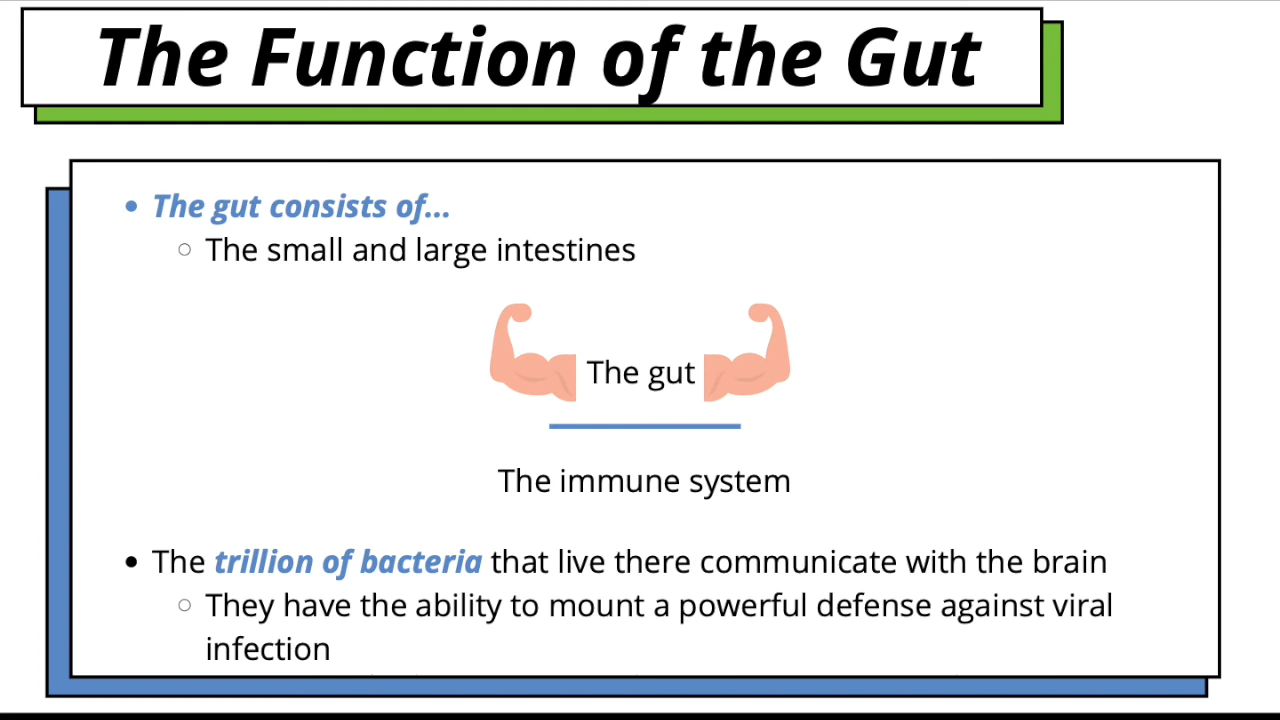 The Function of the Gut
The gut consists of...
The small and large intestines
The gut
The immune system
The trillion of bacteria that live there communicate with the brain
They have the ability to mount a powerful defense against viral
infection